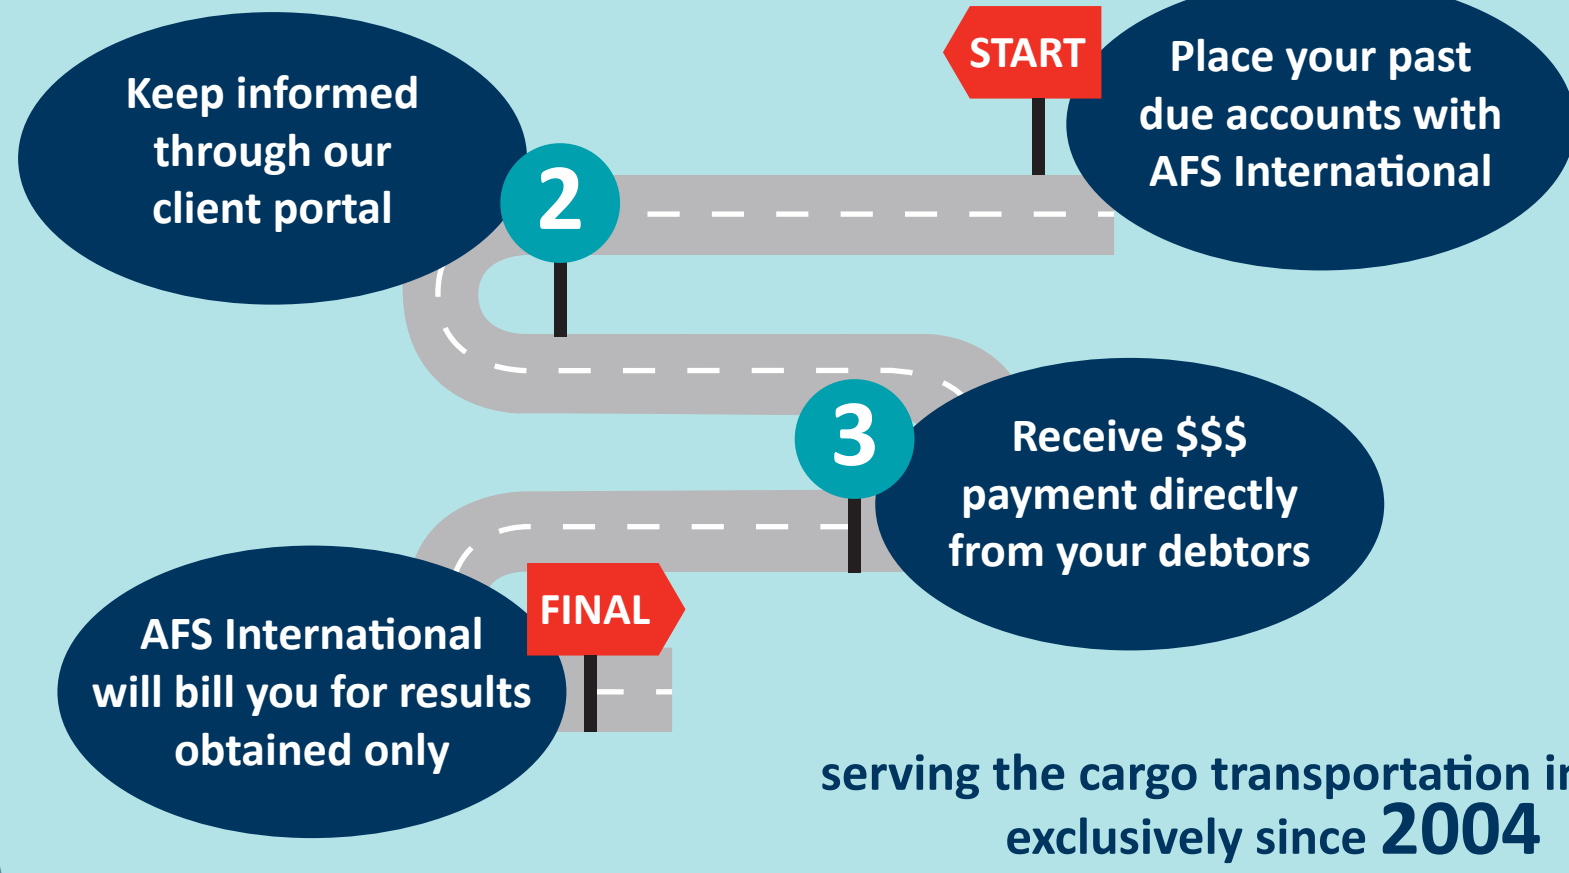 START
Place your past
due accounts with
AFS International
Keep informed
through our
client portal
2
3
Receive $$$
payment directly
from your debtors
FINAL
AFS International
will bill you for results
obtained only
serving the cargo transportation
exclusively since 2004